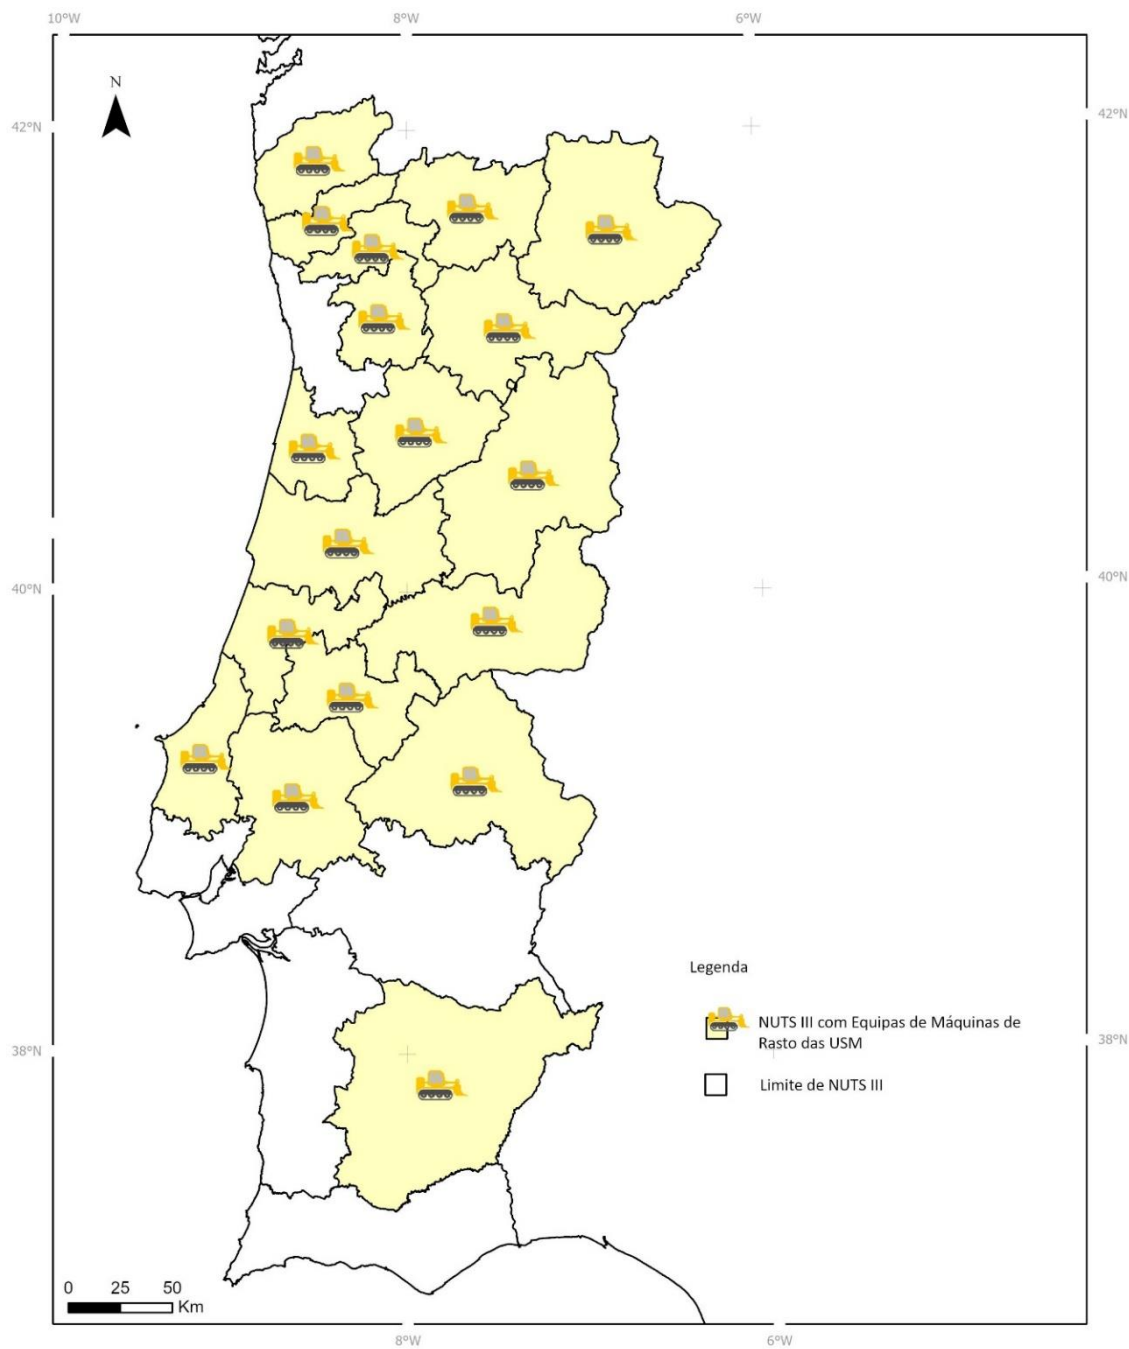 10°W 8°W 6°W
N
42°N 42°N
40°N 40°N
Legenda
NUTS III com Equipas de Máquinas de
Rasto das USM
38°N 38°N
Limite de NUTS III
0 25 50
Km
8°W 6°W